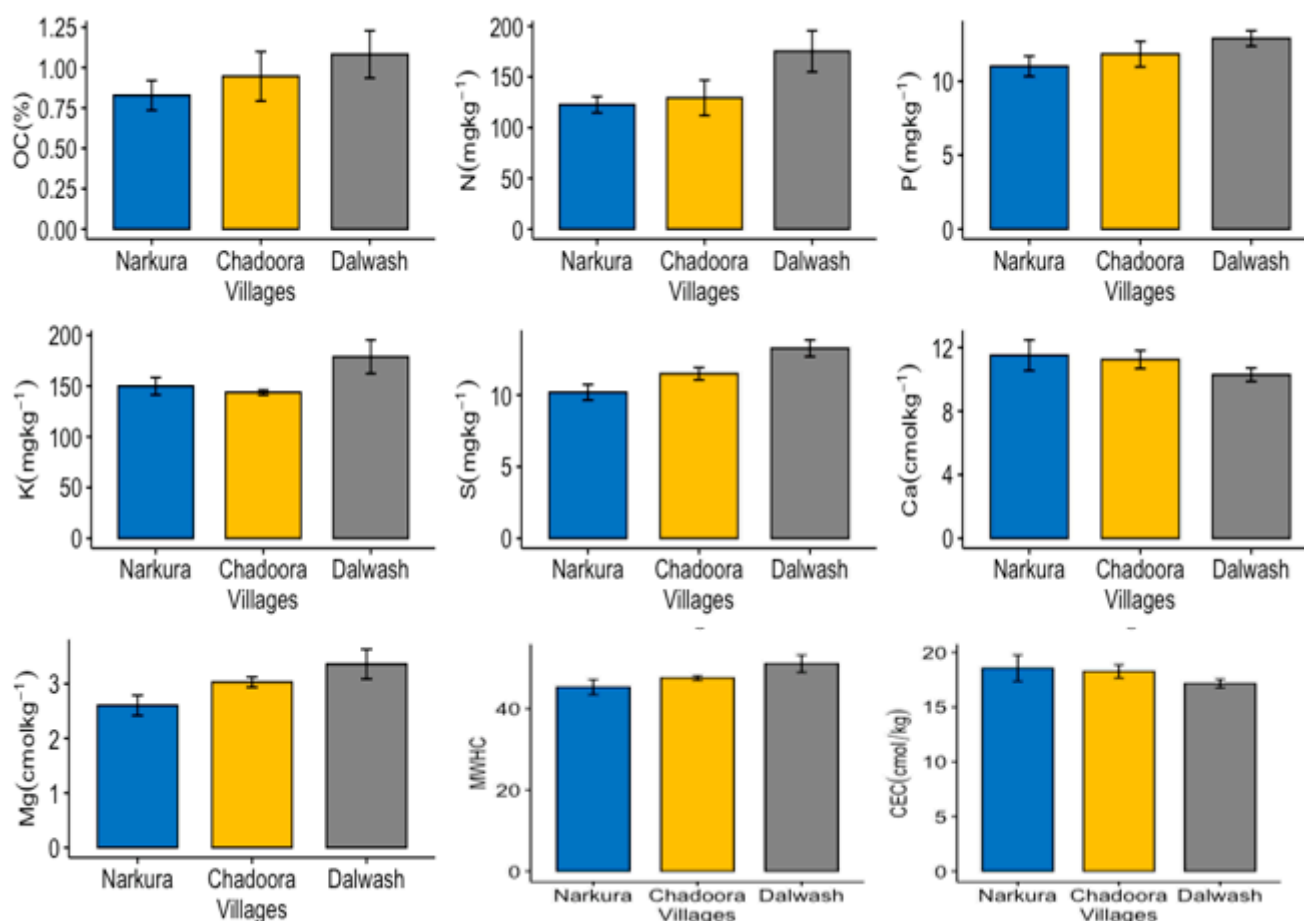 OC(%)
1.25
1.00
0.75
0.50
0.25
0.00
Narkura Chadoora Dalwash
Villages
N(mgkg⁻¹)
200
150
100
50
0
Narkura Chadoora Dalwash
Villages
P(mgkg⁻¹)
10
5
0
Narkura Chadoora Dalwash
Villages
K(mgkg⁻¹)
200
150
100
50
0
Narkura Chadoora Dalwash
Villages
S(mgkg⁻¹)
10
5
0
Narkura Chadoora Dalwash
Villages
Ca(cmolkg⁻¹)
12
8
4
0
Narkura Chadoora Dalwash
Villages
Mg(cmolkg⁻¹)
3
2
1
0
Narkura Chadoora Dalwash
Villages
MWHC
40
20
0
Narkura Chadoora Dalwash
Villages
CEC(cmol/kg)
20
15
10
5
0
Narkura Chadoora Dalwash
Villages